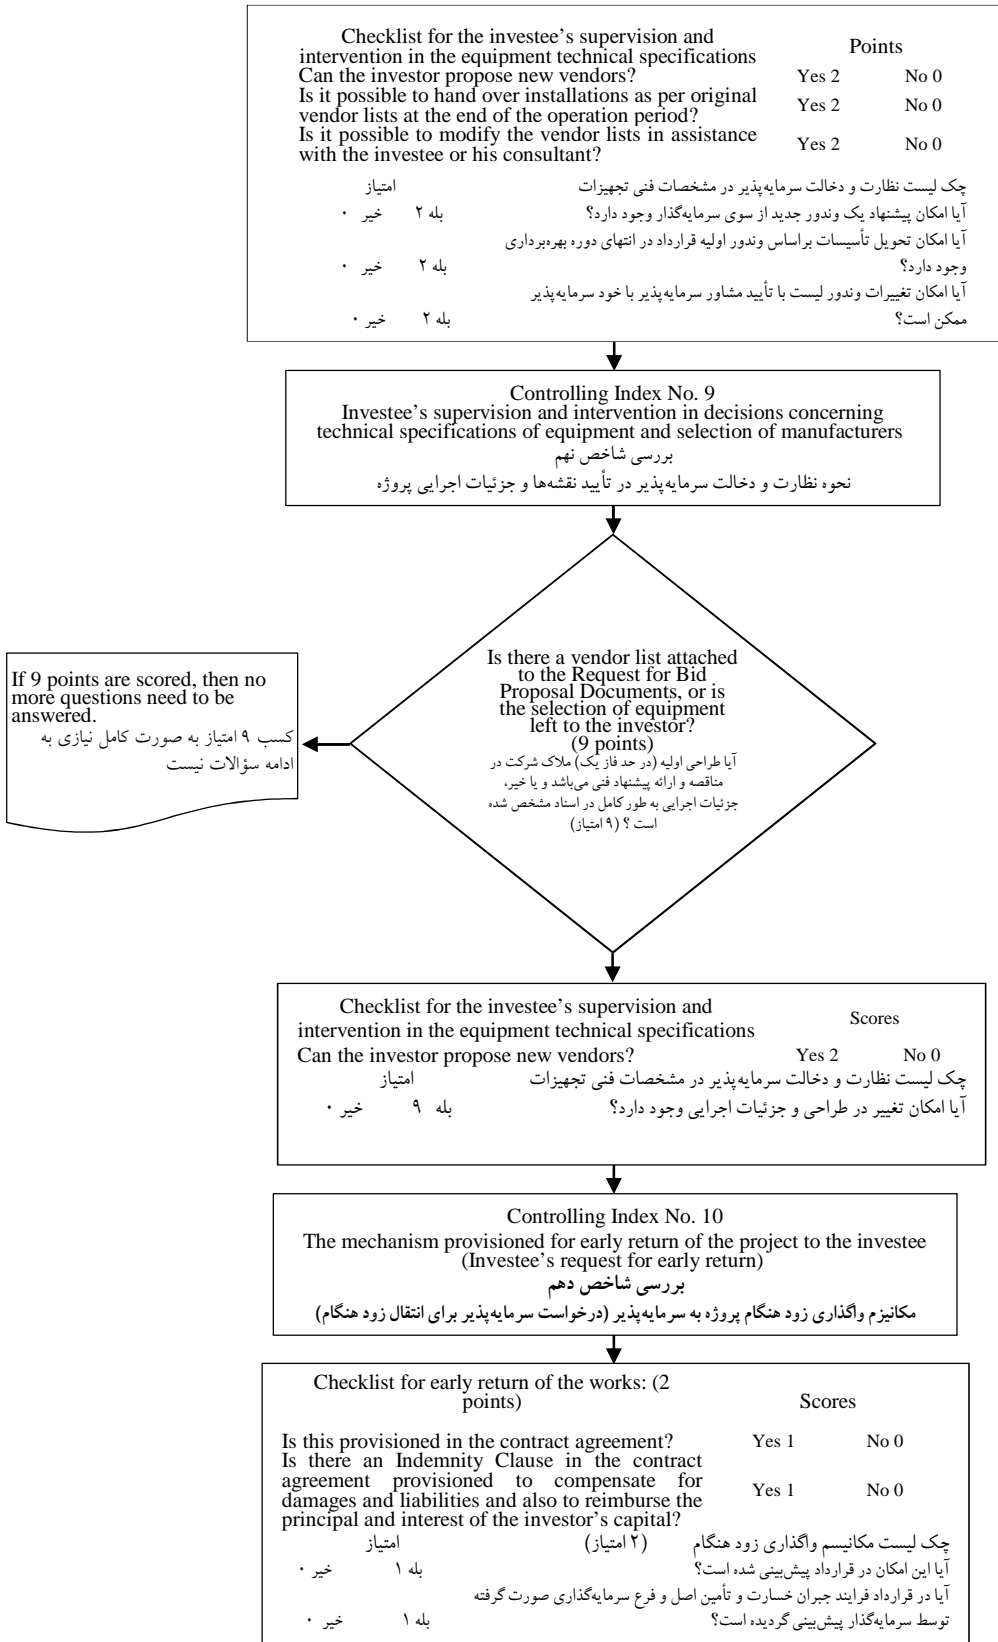 Checklist for the investee’s supervision and
intervention in the equipment technical specifications
Points
Can the investor propose new vendors? Yes 2 No 0
Is it possible to hand over installations as per original
vendor lists at the end of the operation period?
Yes 2 No 0
Is it possible to modify the vendor lists in assistance
with the investee or his consultant?
Yes 2 No 0
چک لیست نظارت و دخالت سرمایه‌پذیر در مشخصات فنی تجهیزات امتیاز
آیا امکان پیشنهاد یک وندور جدید از سوی سرمایه‌گذار وجود دارد؟ بله ۲ خیر ۰
آیا امکان تحویل تأسیسات براساس وندور اولیه قرارداد در انتهای دوره بهره‌برداری
وجود دارد؟ بله ۲ خیر ۰
آیا امکان تغییرات وندور لیست با تأیید مشاور سرمایه‌پذیر با خود سرمایه‌پذیر
ممکن است؟ بله ۲ خیر ۰
Controlling Index No. 9
Investee’s supervision and intervention in decisions concerning
technical specifications of equipment and selection of manufacturers
بررسی شاخص نهم
نحوه نظارت و دخالت سرمایه‌پذیر در تأیید نقشه‌ها و جزئیات اجرایی پروژه
Is there a vendor list attached
to the Request for Bid
Proposal Documents, or is
the selection of equipment
left to the investor?
(9 points)
آیا طراحی اولیه (در حد فاز یک) ملاک شرکت در
مناقصه و ارائه پیشنهاد فنی می‌باشد و یا خیر،
جزئیات اجرایی به طور کامل در اسناد مشخص شده
است ؟ (۹ امتیاز)
If 9 points are scored, then no
more questions need to be
answered.
کسب ۹ امتیاز به صورت کامل نیازی به
ادامه سؤالات نیست
Checklist for the investee’s supervision and
intervention in the equipment technical specifications
Scores
Can the investor propose new vendors? Yes 2 No 0
چک لیست نظارت و دخالت سرمایه‌پذیر در مشخصات فنی تجهیزات امتیاز
آیا امکان تغییر در طراحی و جزئیات اجرایی وجود دارد؟ بله ۹ خیر ۰
Controlling Index No. 10
The mechanism provisioned for early return of the project to the investee
(Investee’s request for early return)
بررسی شاخص دهم
مکانیزم واگذاری زود هنگام پروژه به سرمایه‌پذیر (درخواست سرمایه‌پذیر برای انتقال زود هنگام)
Checklist for early return of the works: (2
points)
Scores
Is this provisioned in the contract agreement? Yes 1 No 0
Is there an Indemnity Clause in the contract
agreement provisioned to compensate for
damages and liabilities and also to reimburse the
principal and interest of the investor’s capital?
Yes 1 No 0
چک لیست مکانیسم واگذاری زود هنگام (۲ امتیاز) امتیاز
آیا این امکان در قرارداد پیش‌بینی شده است؟ بله ۱ خیر ۰
آیا در قرارداد فرایند جبران خسارت و تأمین اصل و فرع سرمایه‌گذاری صورت گرفته
توسط سرمایه‌گذار پیش‌بینی گردیده است؟ بله ۱ خیر ۰